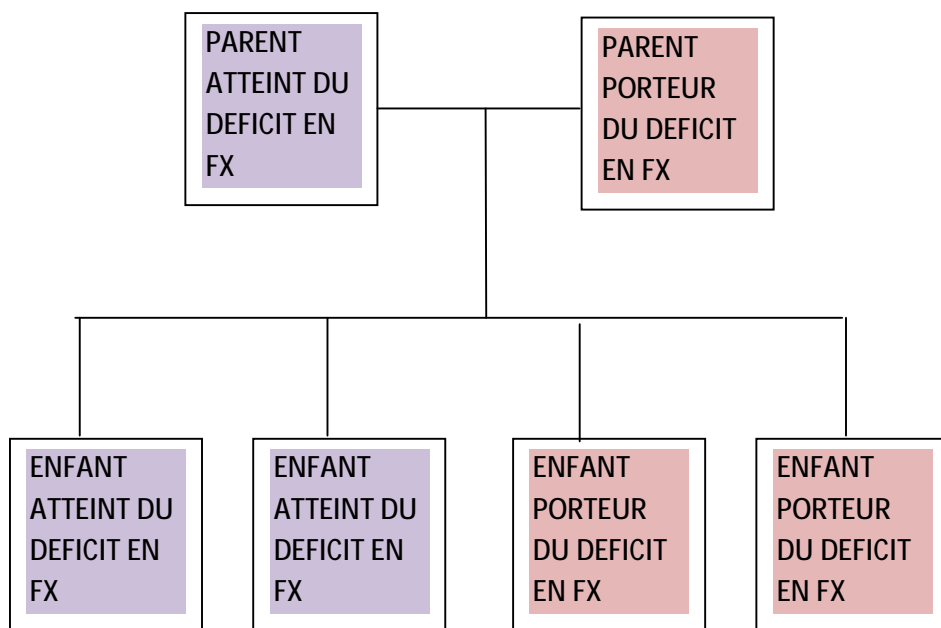 PARENT
ATTEINT DU
DEFICIT EN
FX
PARENT
PORTEUR
DU DEFICIT
EN FX
ENFANT
ATTEINT DU
DEFICIT EN
FX
ENFANT
ATTEINT DU
DEFICIT EN
FX
ENFANT
PORTEUR
DU DEFICIT
EN FX
ENFANT
PORTEUR
DU DEFICIT
EN FX